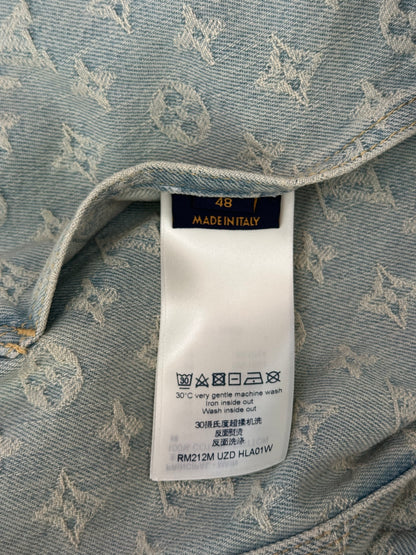 48
MADE IN ITALY
30°C very gentle machine wash
Iron inside out
Wash inside out
30摄氏度超揉机洗
反面熨烫
反面洗涤
RM212M UZD HLA01W